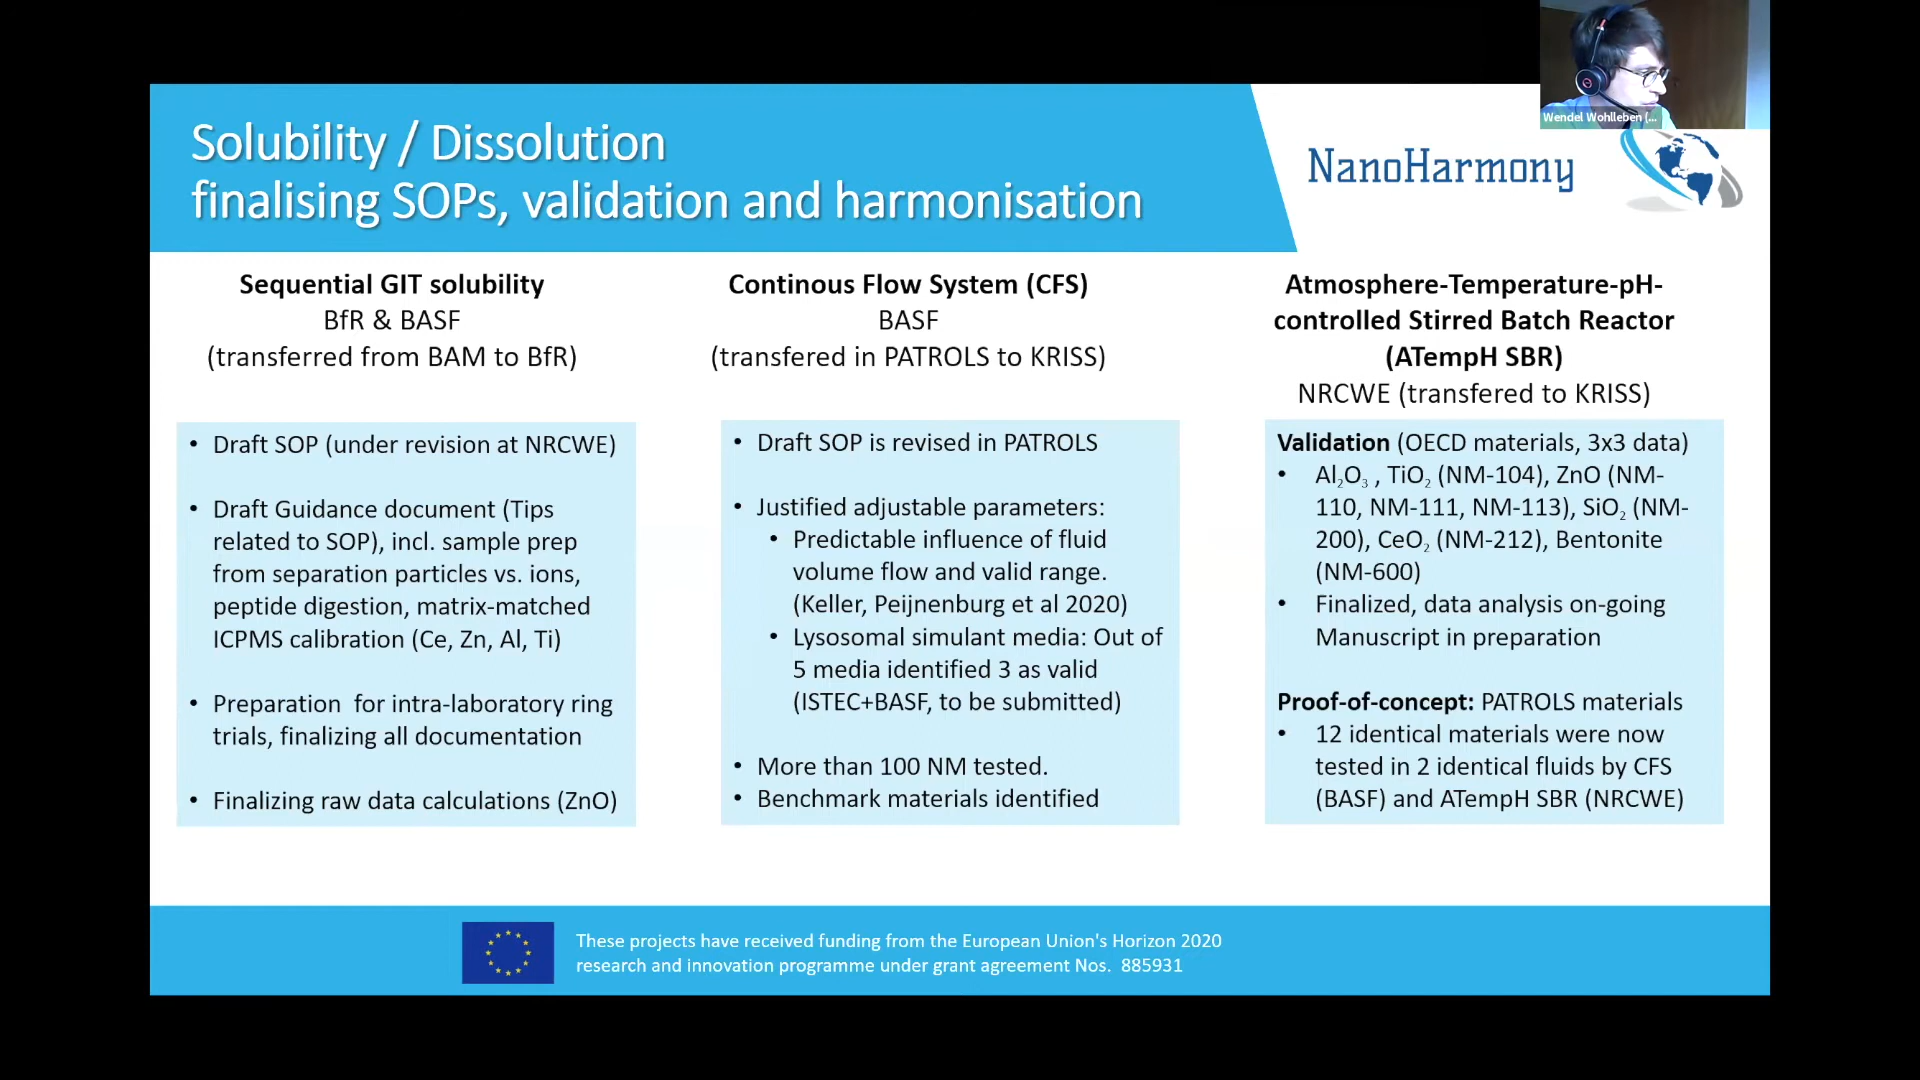 Wendel Wohlleben (...
Solubility / Dissolution
finalising SOPs, validation and harmonisation
NanoHarmony
Sequential GIT solubility
BfR & BASF
(transferred from BAM to BfR)
• Draft SOP (under revision at NRCWE)
• Draft Guidance document (Tips
related to SOP), incl. sample prep
from separation particles vs. ions,
peptide digestion, matrix-matched
ICPMS calibration (Ce, Zn, Al, Ti)
• Preparation for intra-laboratory ring
trials, finalizing all documentation
• Finalizing raw data calculations (ZnO)
Continous Flow System (CFS)
BASF
(transfered in PATROLS to KRISS)
• Draft SOP is revised in PATROLS
• Justified adjustable parameters:
• Predictable influence of fluid
volume flow and valid range.
(Keller, Peijnenburg et al 2020)
• Lysosomal simulant media: Out of
5 media identified 3 as valid
(ISTEC+BASF, to be submitted)
• More than 100 NM tested.
• Benchmark materials identified
Atmosphere-Temperature-pH-
controlled Stirred Batch Reactor
(ATempH SBR)
NRCWE (transfered to KRISS)
Validation (OECD materials, 3x3 data)
• Al₂O₃ , TiO₂ (NM-104), ZnO (NM-
110, NM-111, NM-113), SiO₂ (NM-
200), CeO₂ (NM-212), Bentonite
(NM-600)
• Finalized, data analysis on-going
Manuscript in preparation
Proof-of-concept: PATROLS materials
• 12 identical materials were now
tested in 2 identical fluids by CFS
(BASF) and ATempH SBR (NRCWE)
These projects have received funding from the European Union's Horizon 2020
research and innovation programme under grant agreement Nos. 885931